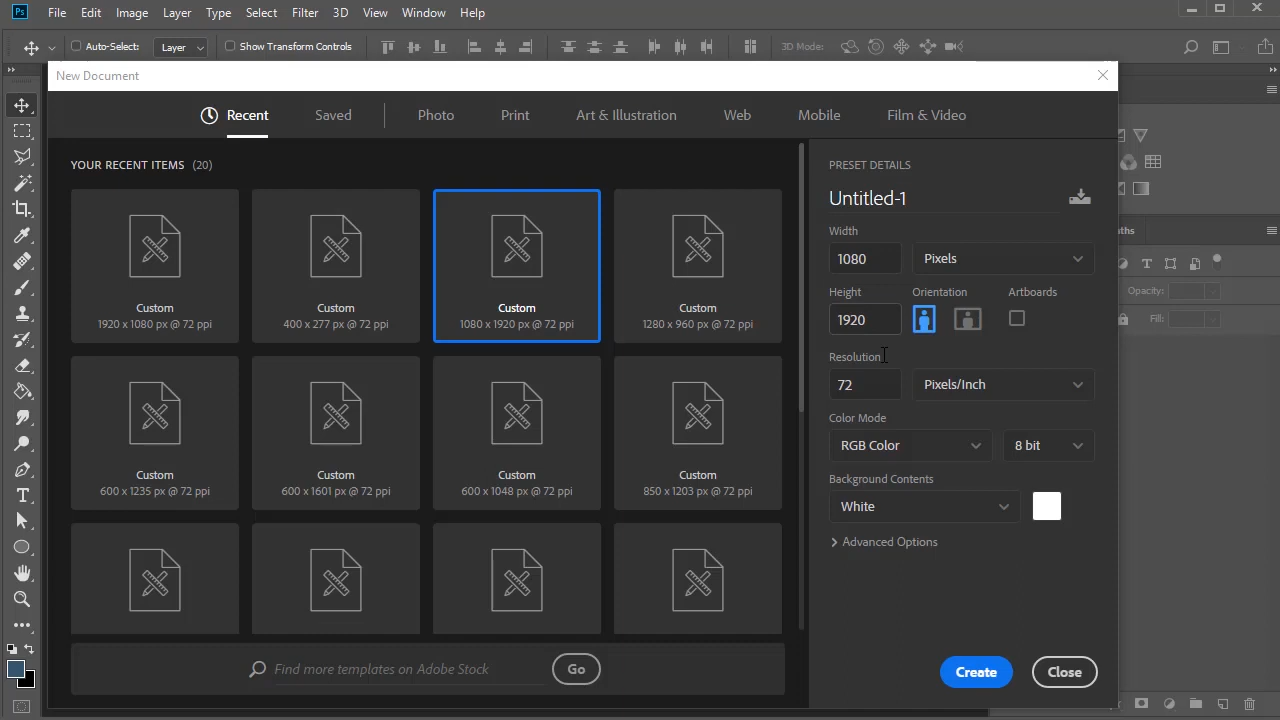 Ps File Edit Image Layer Type Select Filter 3D View Window Help
Auto-Select: Layer Show Transform Controls 3D Mode:
New Document
Recent Saved Photo Print Art & Illustration Web Mobile Film & Video
YOUR RECENT ITEMS (20)
Custom Custom Custom Custom
1920 x 1080 px @ 72 ppi 400 x 277 px @ 72 ppi 1080 x 1920 px @ 72 ppi 1280 x 960 px @ 72 ppi
Custom Custom Custom Custom
600 x 1235 px @ 72 ppi 600 x 1601 px @ 72 ppi 600 x 1048 px @ 72 ppi 850 x 1203 px @ 72 ppi
Find more templates on Adobe Stock Go
PRESET DETAILS
Untitled-1
Width
1080 Pixels
Height Orientation Artboards
1920
Resolution
72 Pixels/Inch
Color Mode
RGB Color 8 bit
Background Contents
White
Advanced Options
Create Close
aths
Opacity:
Fill: